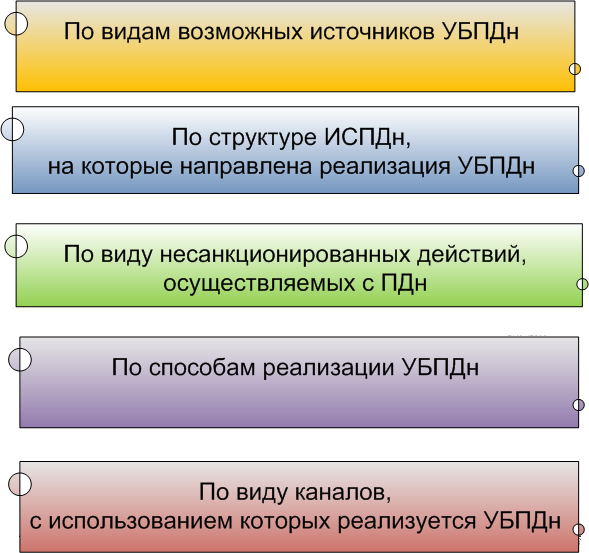 По видам возможных источников УБПДн
По структуре ИСПДн,
на которые направлена реализация УБПДн
По виду несанкционированных действий,
осуществляемых с ПДн
По способам реализации УБПДн
По виду каналов,
с использованием которых реализуется УБПДн